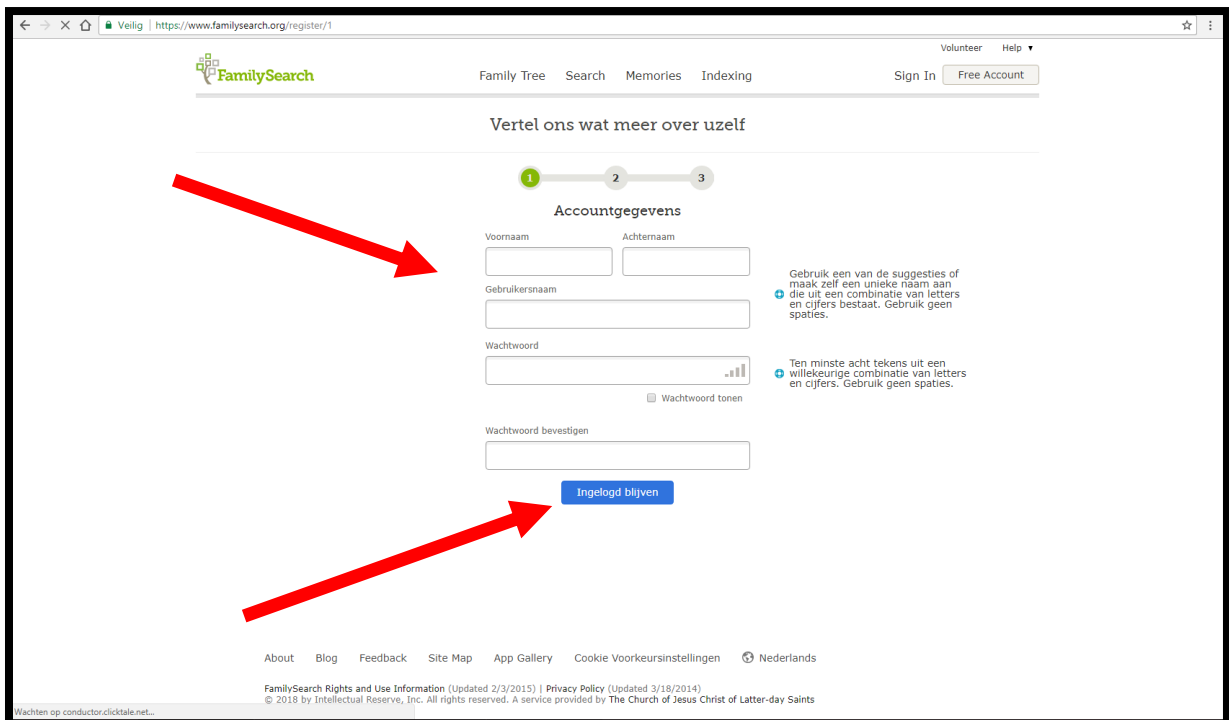 Veilig | https://www.familysearch.org/register/1
Volunteer Help ▼
FamilySearch
Family Tree Search Memories Indexing
Sign In Free Account
Vertel ons wat meer over uzelf
1 2 3
Accountgegevens
Voornaam Achternaam
Gebruikersnaam
Gebruik een van de suggesties of
maak zelf een unieke naam aan
die uit een combinatie van letters
en cijfers bestaat. Gebruik geen
spaties.
Wachtwoord
Ten minste acht tekens uit een
willekeurige combinatie van letters
en cijfers. Gebruik geen spaties.
Wachtwoord tonen
Wachtwoord bevestigen
Ingelogd blijven
About Blog Feedback Site Map App Gallery Cookie Voorkeursinstellingen Nederlands
FamilySearch Rights and Use Information (Updated 2/3/2015) | Privacy Policy (Updated 3/18/2014)
© 2018 by Intellectual Reserve, Inc. All rights reserved. A service provided by The Church of Jesus Christ of Latter-day Saints
Wachten op conductor.clicktale.net...